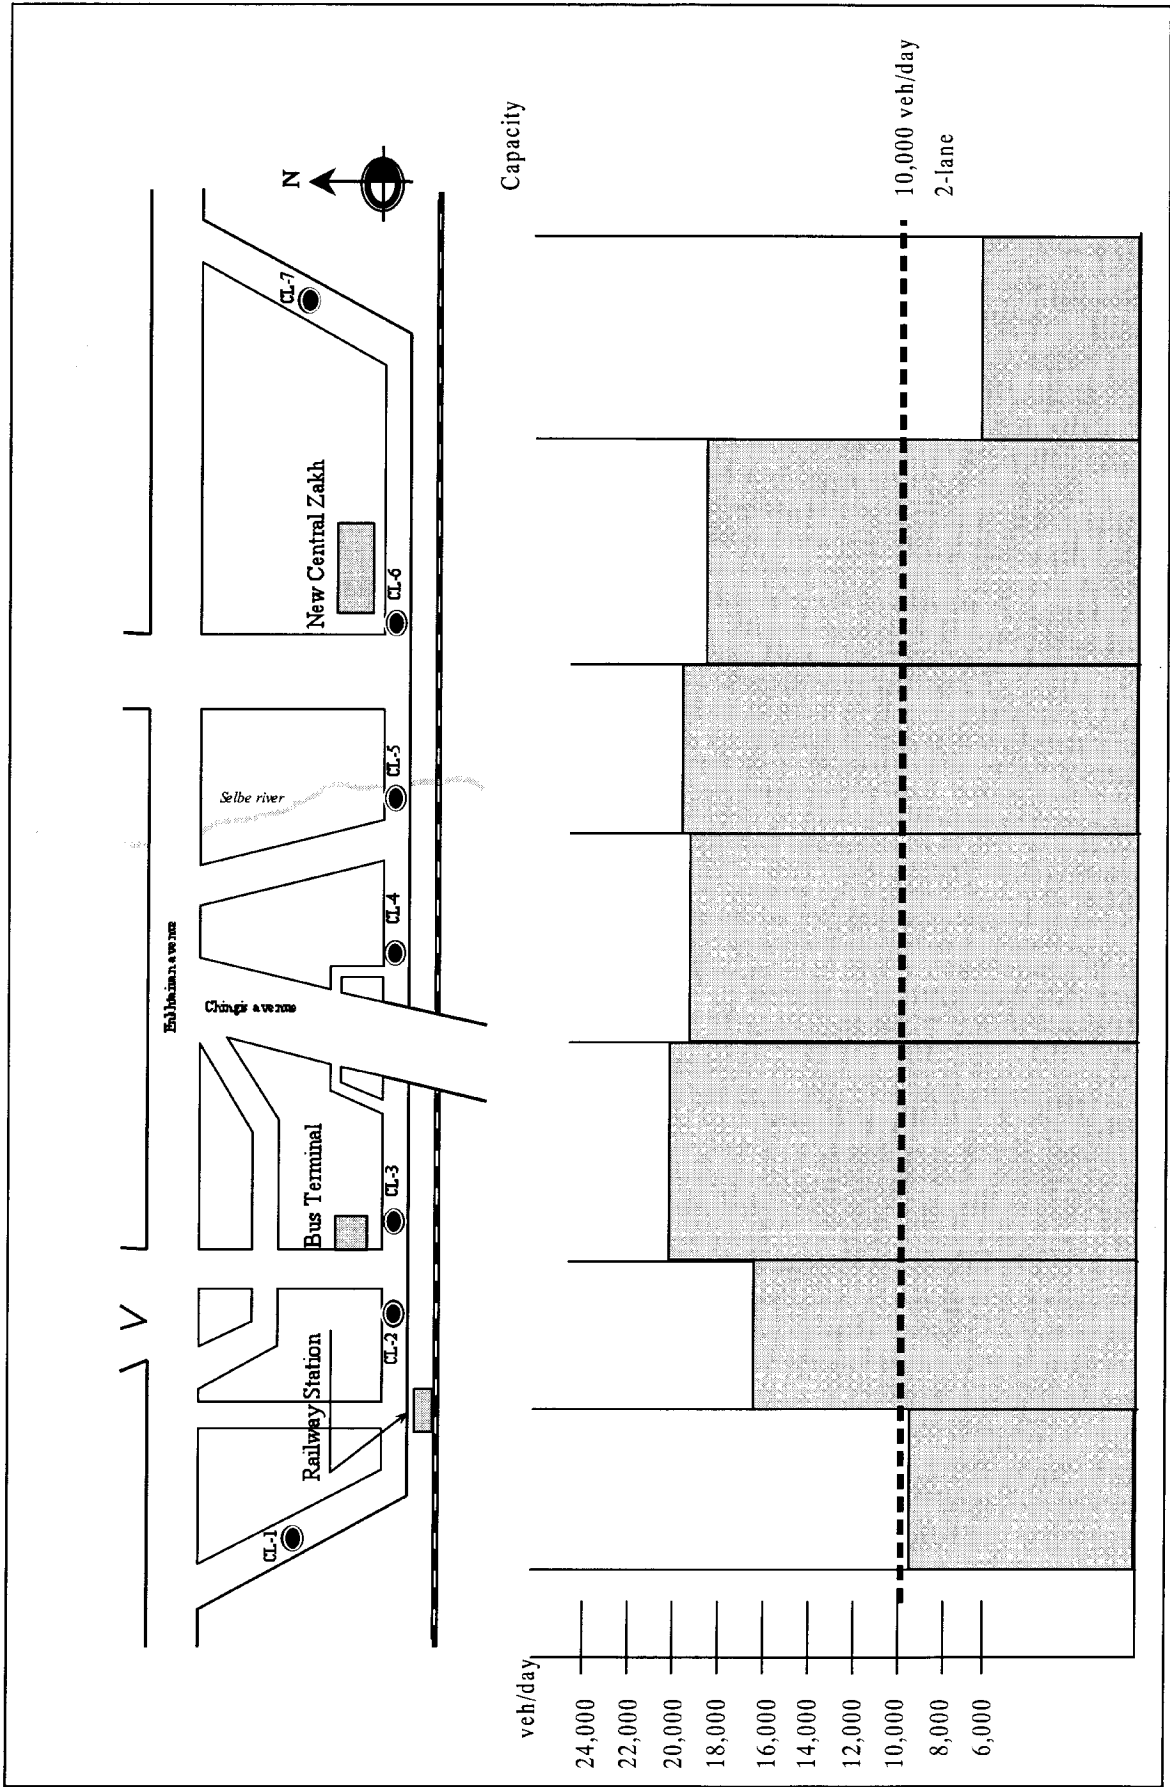 Enkhtaivan avenue
Chingis avenue
Selbe river
N
CL-1
Railway Station
CL-2
Bus Terminal
CL-3
CL-4
CL-5
New Central Zakh
CL-6
CL-7
veh/day
Capacity
24,000
22,000
20,000
18,000
16,000
14,000
12,000
10,000
8,000
6,000
10,000 veh/day
2-lane